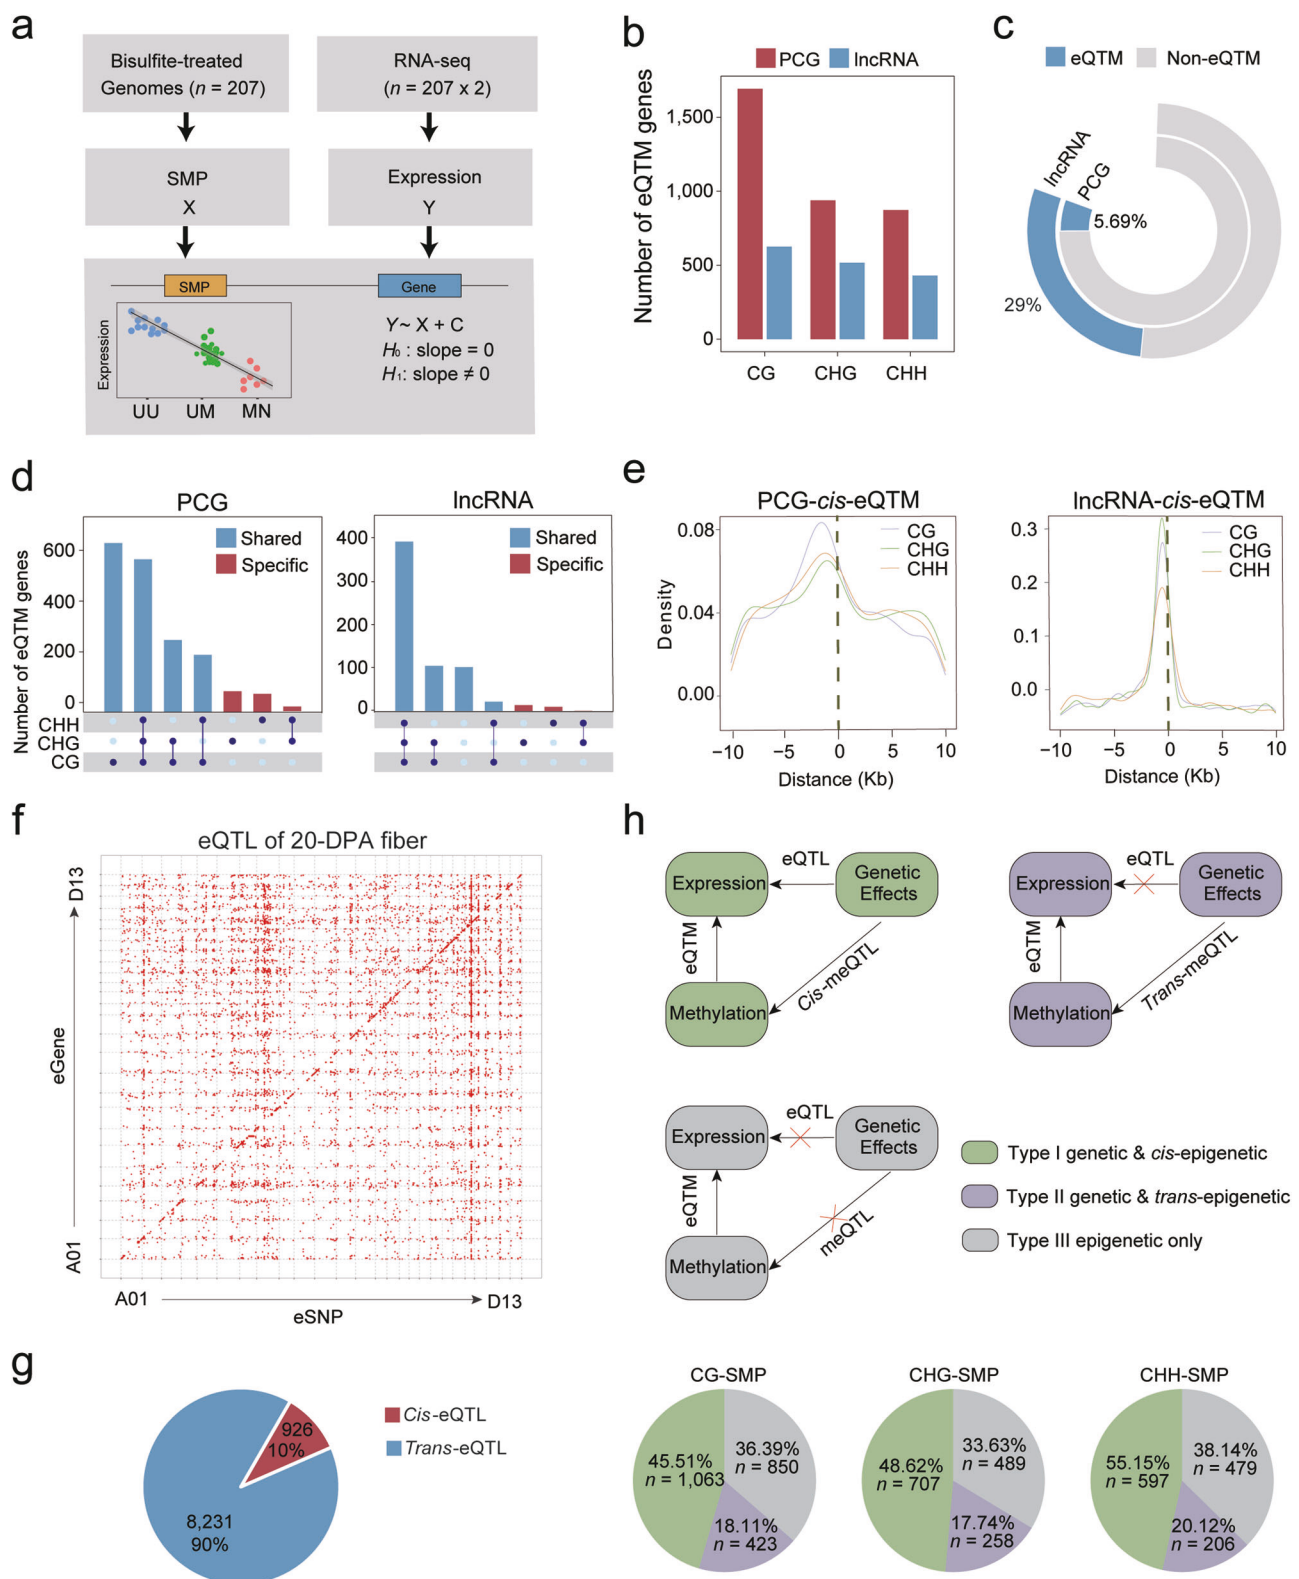 a
Bisulfite-treated
Genomes (n = 207)
RNA-seq
(n = 207 x 2)
SMP
X
Expression
Y
SMP
Gene
Expression
UU
UM
MN
Y~ X + C
H0 : slope = 0
H1: slope ≠ 0
b
PCG
lncRNA
Number of eQTM genes
1,500
1,000
500
0
CG
CHG
CHH
c
eQTM
Non-eQTM
lncRNA
PCG
5.69%
29%
d
PCG
Number of eQTM genes
600
400
200
0
Shared
Specific
CHH
CHG
CG
lncRNA
400
300
200
100
0
Shared
Specific
e
PCG-cis-eQTM
Density
0.08
0.04
0.00
CG
CHG
CHH
−10
−5
0
5
10
Distance (Kb)
lncRNA-cis-eQTM
0.3
0.2
0.1
0.0
CG
CHG
CHH
−10
−5
0
5
10
Distance (Kb)
f
eQTL of 20-DPA fiber
D13
eGene
A01
A01
D13
eSNP
h
Expression
eQTL
Genetic
Effects
eQTM
Cis-meQTL
Methylation
Expression
eQTL
Genetic
Effects
eQTM
Trans-meQTL
Methylation
Expression
eQTL
Genetic
Effects
eQTM
meQTL
Methylation
Type I genetic & cis-epigenetic
Type II genetic & trans-epigenetic
Type III epigenetic only
g
926
10%
8,231
90%
Cis-eQTL
Trans-eQTL
CG-SMP
45.51%
n = 1,063
36.39%
n = 850
18.11%
n = 423
CHG-SMP
48.62%
n = 707
33.63%
n = 489
17.74%
n = 258
CHH-SMP
55.15%
n = 597
38.14%
n = 479
20.12%
n = 206